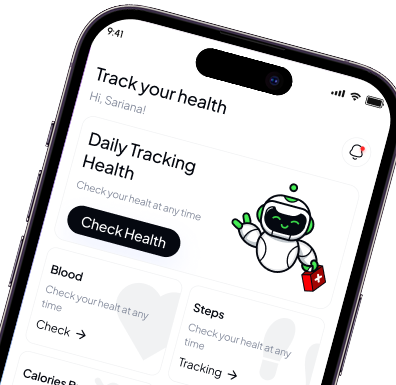 9:41
Track your health
Hi, Sariana!
Daily Tracking
Health
Check your healt at any time
Check Health
Blood
Check your healt at any
time
Check →
Steps
Check your healt at any
time
Tracking →
Calories B